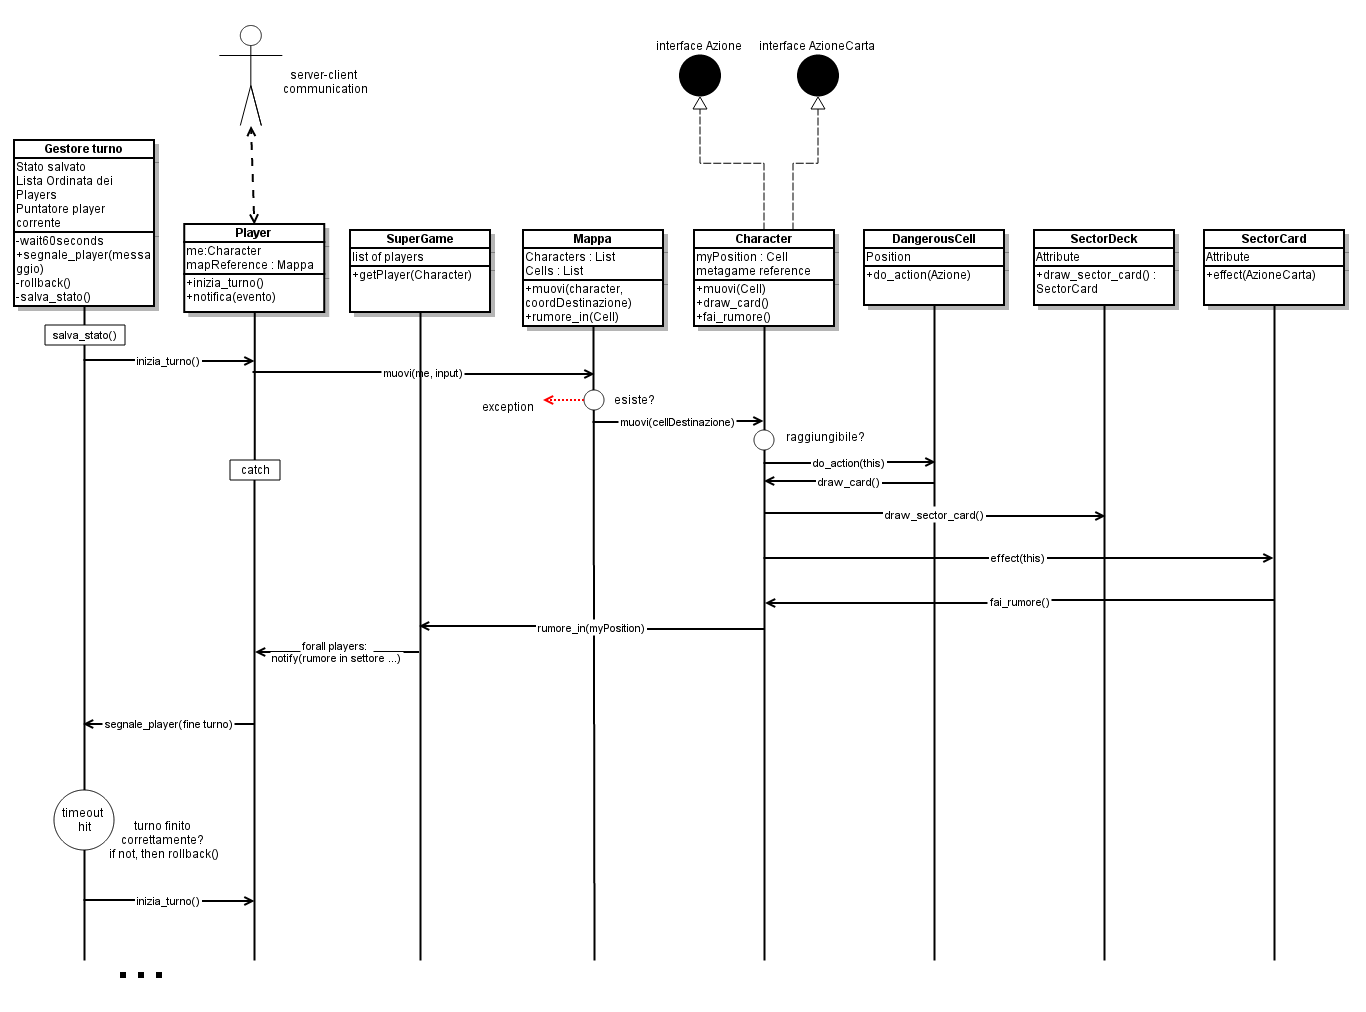 interface Azione
interface AzioneCarta
server-client
communication
Gestore turno
Stato salvato
Lista Ordinata dei
Players
Puntatore player
corrente
-wait60seconds
+segnale_player(messa
ggio)
-rollback()
-salva_stato()
Player
me:Character
mapReference : Mappa
+inizia_turno()
+notifica(evento)
SuperGame
list of players
+getPlayer(Character)
Mappa
Characters : List
Cells : List
+muovi(character,
coordDestinazione)
+rumore_in(Cell)
Character
myPosition : Cell
metagame reference
+muovi(Cell)
+draw_card()
+fai_rumore()
DangerousCell
Position
+do_action(Azione)
SectorDeck
Attribute
+draw_sector_card() :
SectorCard
SectorCard
Attribute
+effect(AzioneCarta)
salva_stato()
inizia_turno()
muovi(me, input)
exception
esiste?
muovi(cellDestinazione)
raggiungibile?
catch
do_action(this)
draw_card()
draw_sector_card()
effect(this)
fai_rumore()
rumore_in(myPosition)
forall players:
notify(rumore in settore ...)
segnale_player(fine turno)
timeout
hit
turno finito
correttamente?
if not, then rollback()
inizia_turno()
...